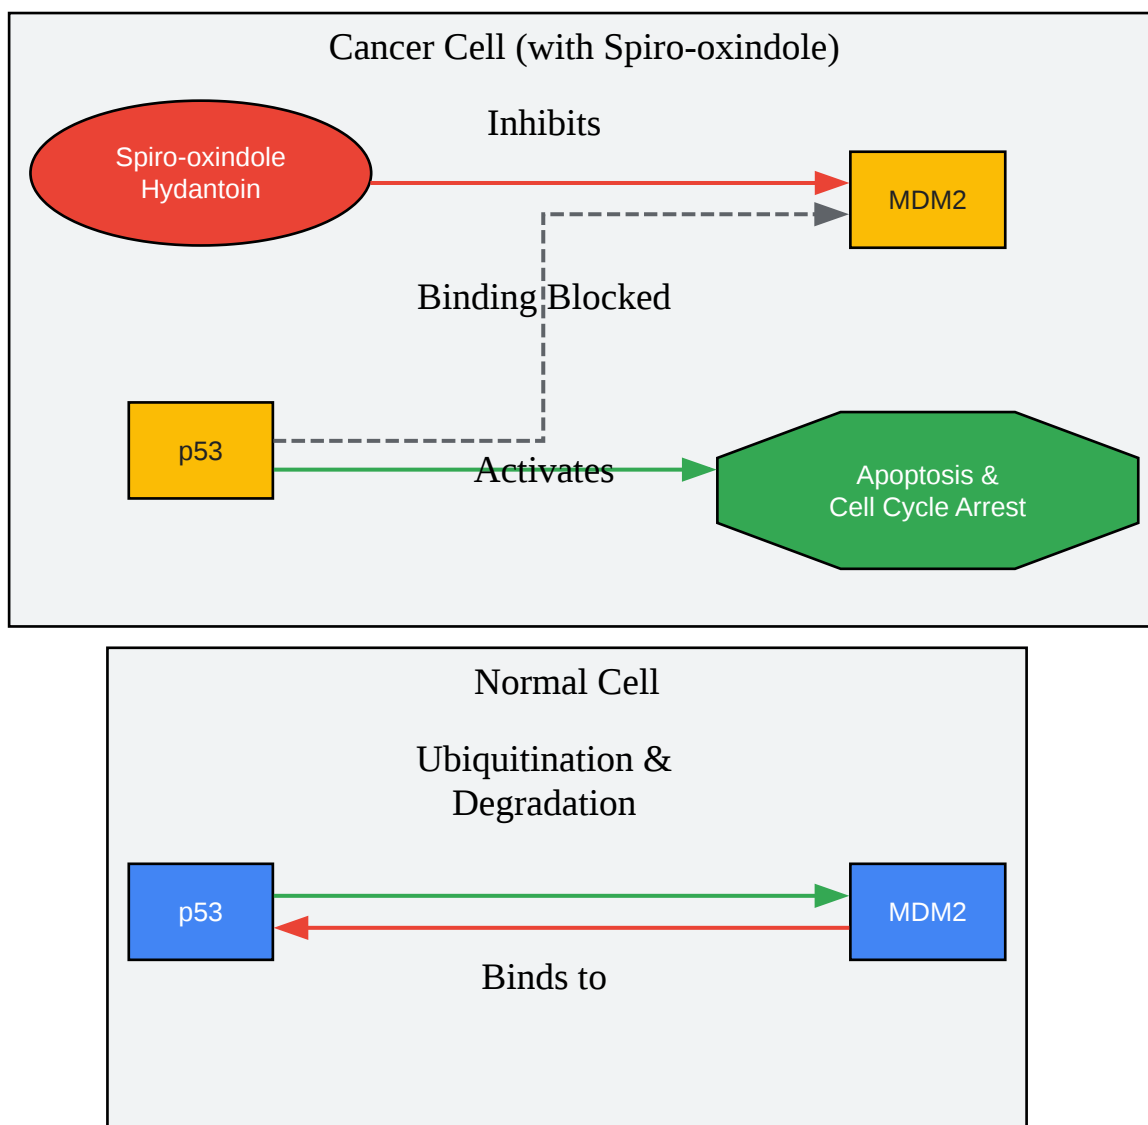 Cancer Cell (with Spiro-oxindole)
Inhibits
Spiro-oxindole
Hydantoin
MDM2
Binding Blocked
p53
Activates
Apoptosis &
Cell Cycle Arrest
Normal Cell
Ubiquitination &
Degradation
p53
MDM2
Binds to